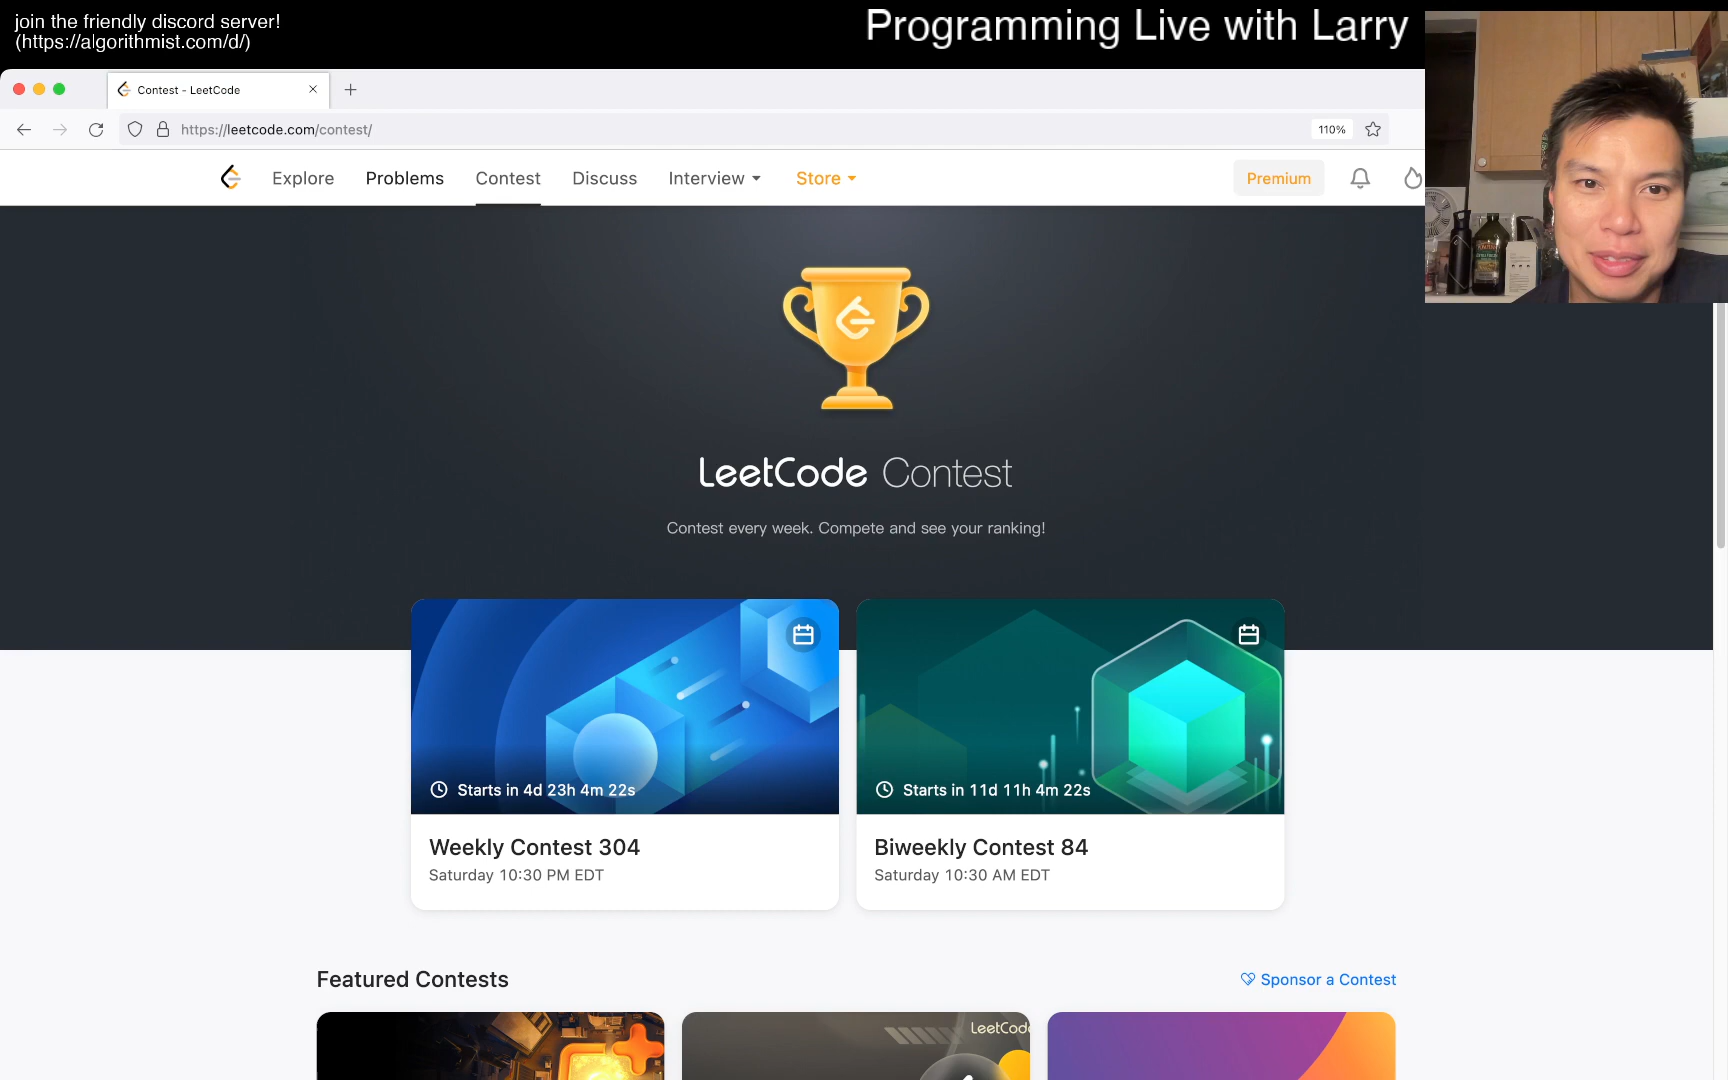 join the friendly discord server!
(https://algorithmist.com/d/)
Programming Live with Larry
Contest - LeetCode
https://leetcode.com/contest/
110%
Explore
Problems
Contest
Discuss
Interview
Store
Premium
LeetCode Contest
Contest every week. Compete and see your ranking!
Starts in 4d 23h 4m 22s
Weekly Contest 304
Saturday 10:30 PM EDT
Starts in 11d 11h 4m 22s
Biweekly Contest 84
Saturday 10:30 AM EDT
Featured Contests
Sponsor a Contest
LeetCode